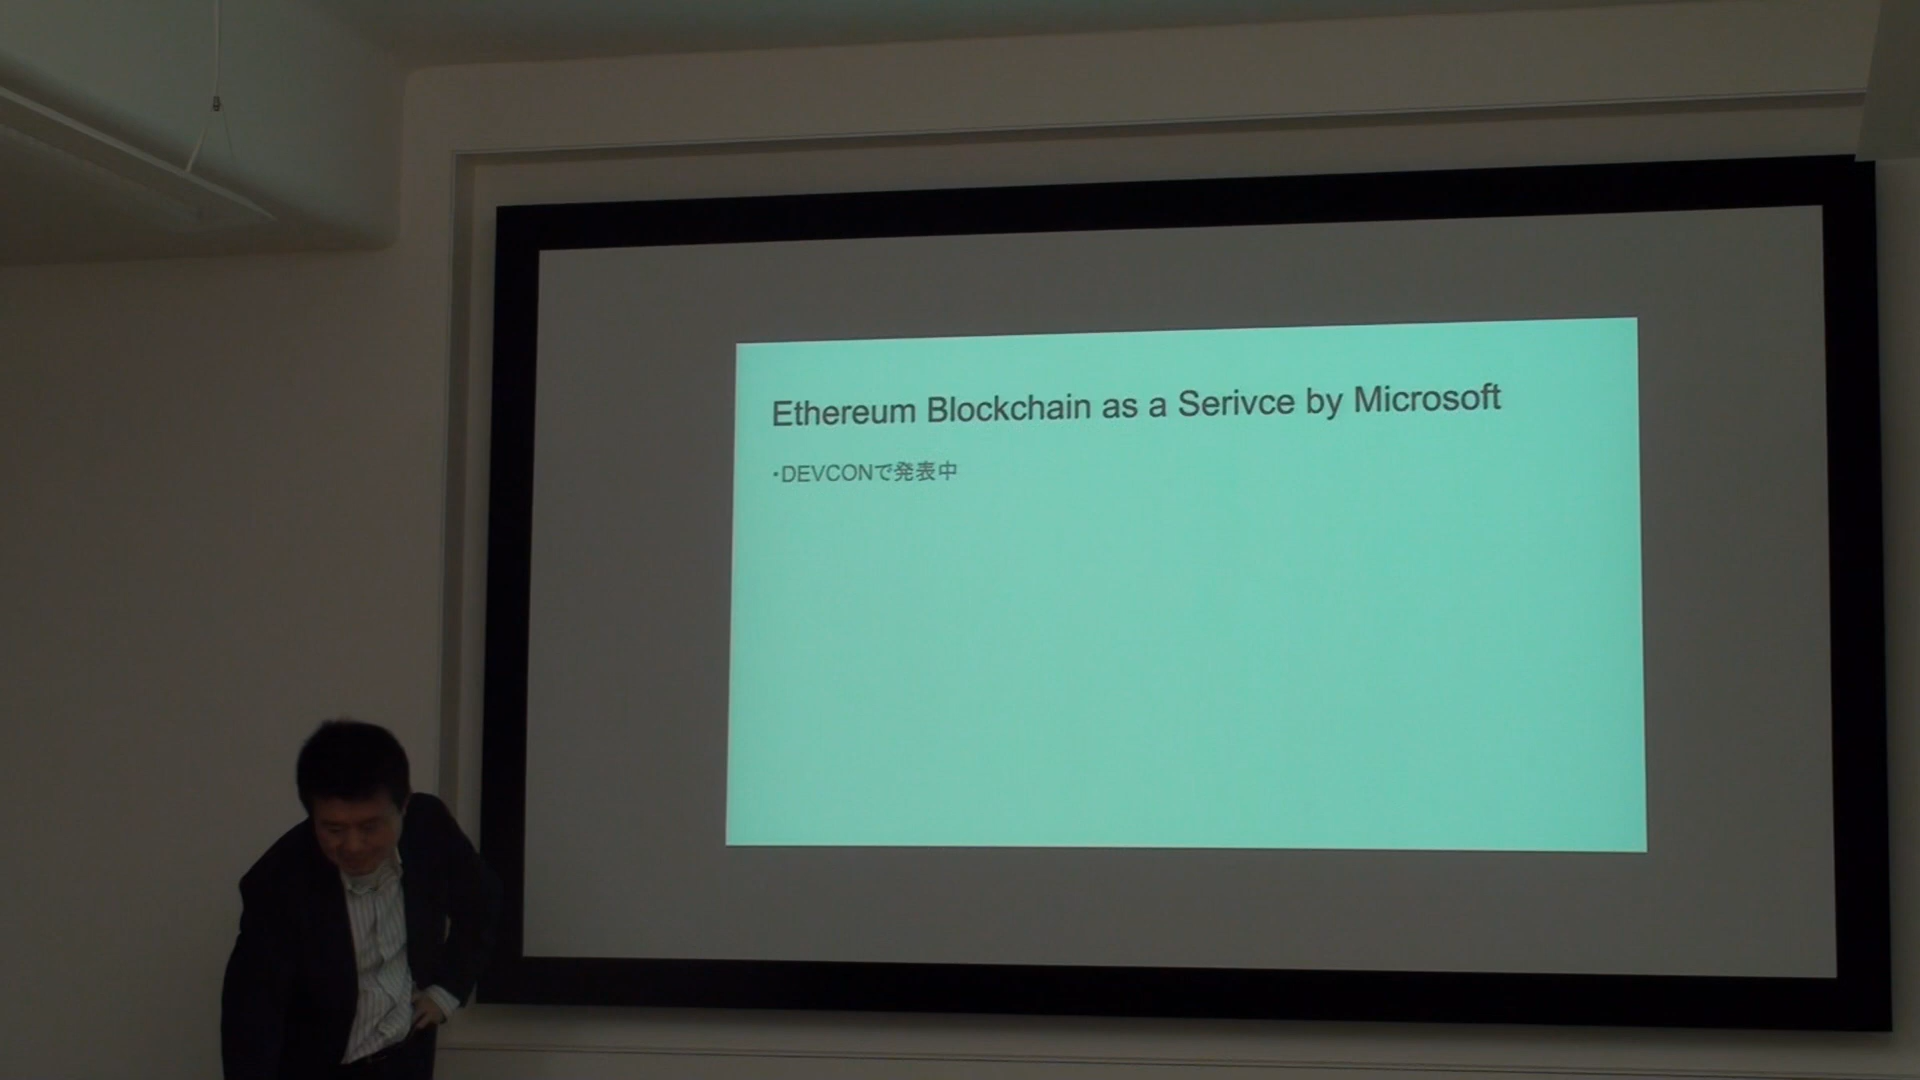 Ethereum Blockchain as a Serivce by Microsoft
・DEVCONで発表中